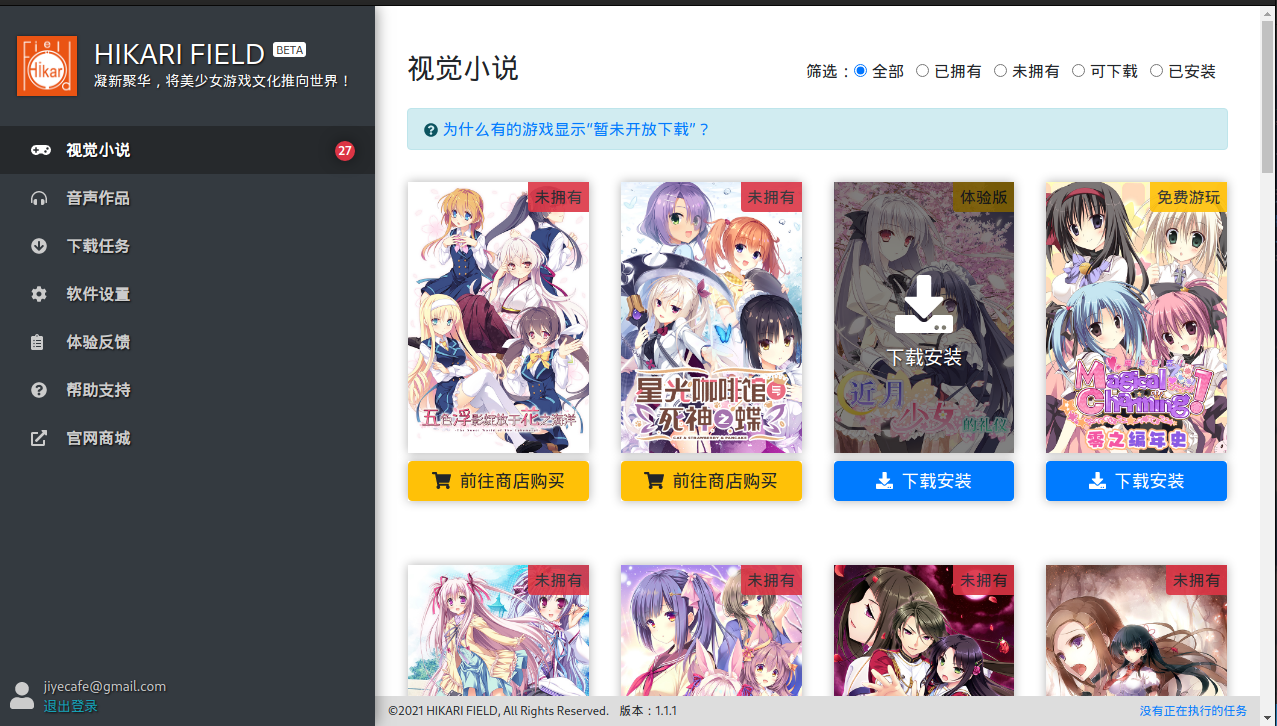 Field
Hikari
HIKARI FIELD BETA
凝新聚华，将美少女游戏文化推向世界！
视觉小说 27
音声作品
下载任务
软件设置
体验反馈
帮助支持
官网商城
jiyecafe@gmail.com
退出登录
视觉小说
筛选： 全部 已拥有 未拥有 可下载 已安装
为什么有的游戏显示“暂未开放下载”？
未拥有
五色浮影绽放于花之海洋
前往商店购买
未拥有
星光咖啡馆与
死神之蝶
前往商店购买
体验版
下载安装
近月少女的礼仪
下载安装
免费游玩
Magical
Charming!
零之编年史
下载安装
未拥有
未拥有
未拥有
未拥有
©2021 HIKARI FIELD, All Rights Reserved. 版本：1.1.1
没有正在执行的任务